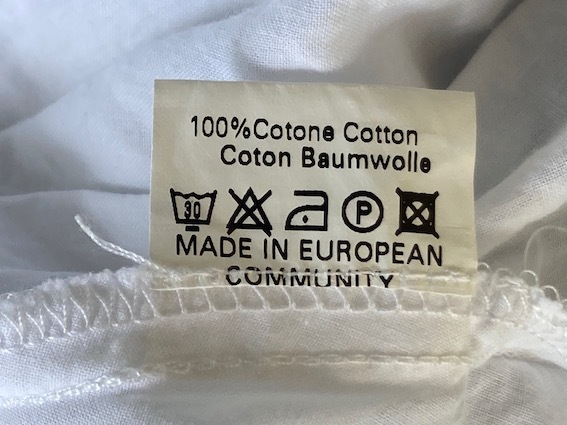 100%Cotone Cotton
Coton Baumwolle
30 P
MADE IN EUROPEAN
COMMUNITY